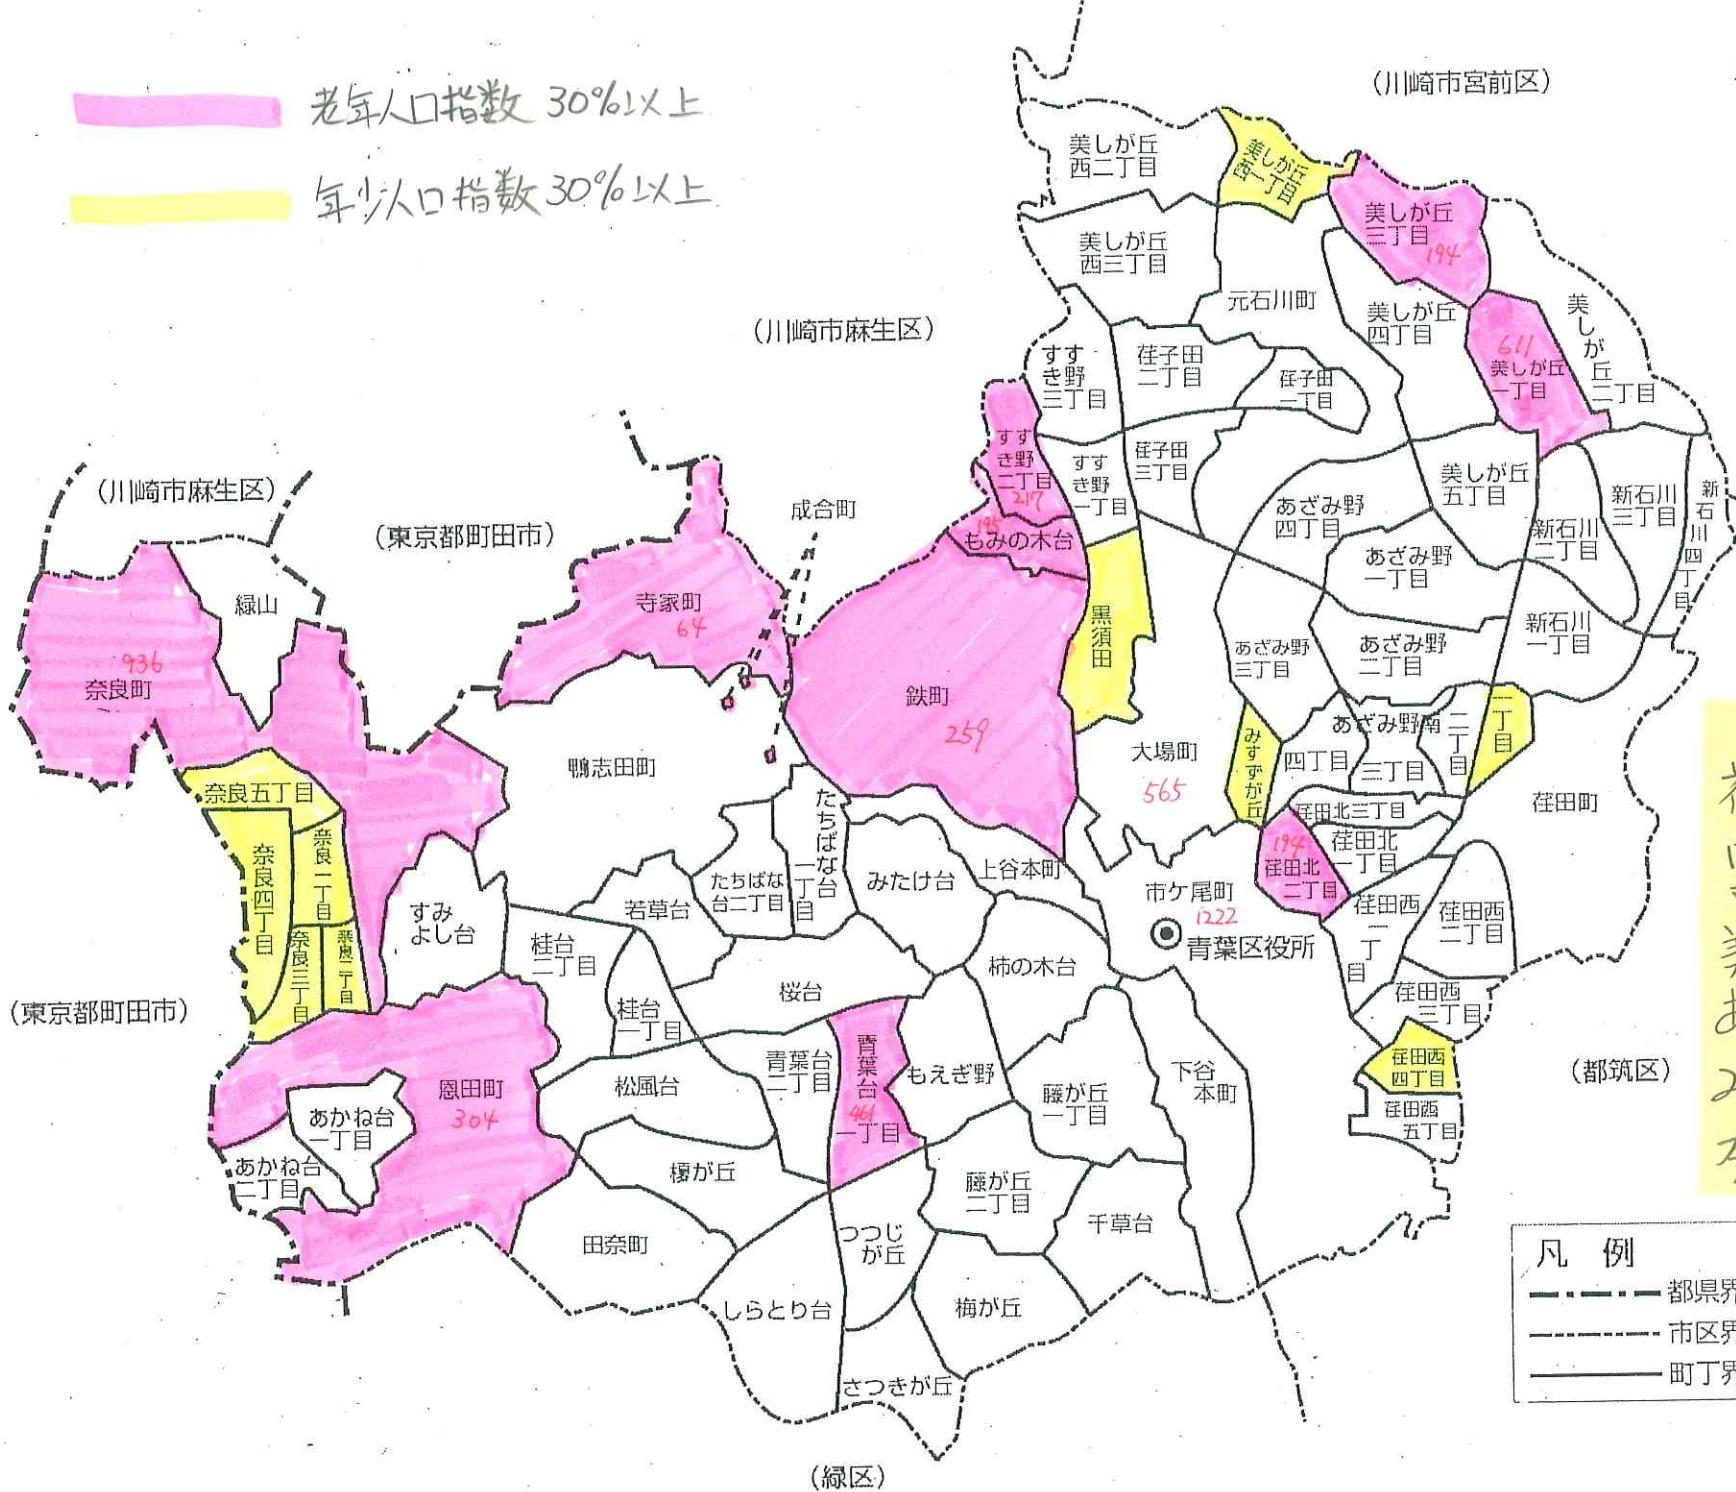 老年人口指数 30%以上
年少人口指数 30%以上
(川崎市宮前区)
美しが丘
西二丁目
美しが丘
西一丁目
美しが丘
三丁目
194
美しが丘
西三丁目
元石川町
美しが丘
四丁目
美しが丘二丁目
611
美しが丘
一丁目
(川崎市麻生区)
すすき野
三丁目
荏子田
二丁目
荏子田
一丁目
すすき野
二丁目
217
すすき野
一丁目
荏子田
三丁目
195
もみの木台
あざみ野
四丁目
美しが丘
五丁目
新石川
三丁目
新石川四丁目
新石川
二丁目
あざみ野
一丁目
(川崎市麻生区)
(東京都町田市)
成合町
緑山
寺家町
64
黒須田
あざみ野
三丁目
あざみ野
二丁目
新石川
一丁目
936
奈良町
鉄町
259
鴨志田町
大場町
565
みすずが丘
あざみ野南
四丁目
三丁目
二丁目
一丁目
荏田町
奈良五丁目
奈良四丁目
奈良一丁目
奈良三丁目
奈良二丁目
荏田北三丁目
194
荏田北
二丁目
荏田北
一丁目
たちばな台
一丁目
たちばな
台二丁目
みたけ台
上谷本町
市ケ尾町
1222
青葉区役所
荏田西
一丁目
荏田西
二丁目
すみ
よし台
若草台
桂台
二丁目
柿の木台
桜台
桂台
一丁目
荏田西
三丁目
(東京都町田市)
恩田町
304
松風台
青葉台
二丁目
青葉台
461
一丁目
もえぎ野
藤が丘
一丁目
下谷
本町
荏田西
四丁目
(都筑区)
荏田西
五丁目
あかね台
一丁目
あかね台
二丁目
榎が丘
藤が丘
二丁目
田奈町
つつじ
が丘
千草台
しらとり台
梅が丘
さつきが丘
凡 例
都県界
市区界
町丁界
(緑区)